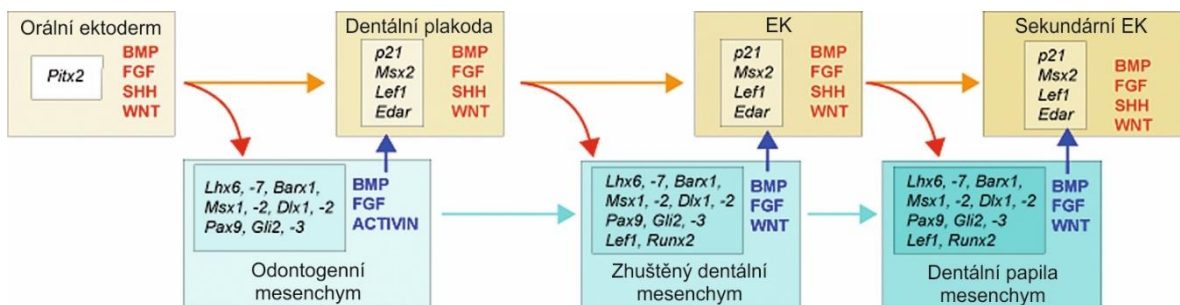 Orální ektoderm
Pitx2
BMP
FGF
SHH
WNT
Dentální plakoda
p21
Msx2
Lef1
Edar
BMP
FGF
SHH
WNT
EK
p21
Msx2
Lef1
Edar
BMP
FGF
SHH
WNT
Sekundární EK
p21
Msx2
Lef1
Edar
BMP
FGF
SHH
WNT
Lhx6, -7, Barx1,
Msx1, -2, Dlx1, -2
Pax9, Gli2, -3
BMP
FGF
ACTIVIN
Odontogenní
mesenchym
Lhx6, -7, Barx1,
Msx1, -2, Dlx1, -2
Pax9, Gli2, -3
Lef1, Runx2
BMP
FGF
WNT
Zhuštěný dentální
mesenchym
Lhx6, -7, Barx1,
Msx1, -2, Dlx1, -2
Pax9, Gli2, -3
Lef1, Runx2
BMP
FGF
WNT
Dentální papila
mesenchym